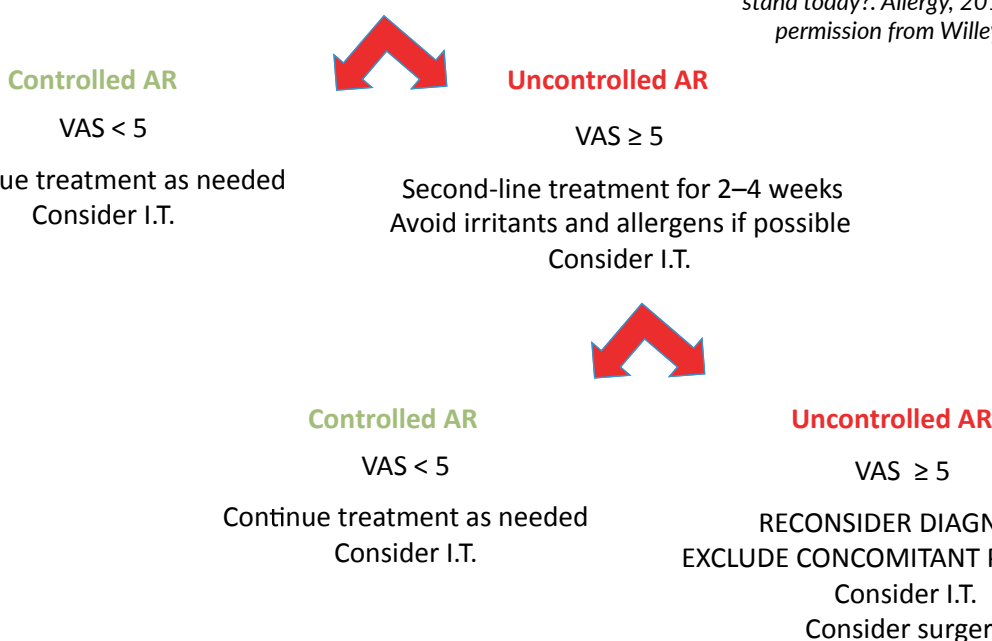 stand today?. Allergy, 201
permission from Wille
Controlled AR
Uncontrolled AR
VAS < 5
VAS ≥ 5
ue treatment as needed
Consider I.T.
Second-line treatment for 2–4 weeks
Avoid irritants and allergens if possible
Consider I.T.
Controlled AR
Uncontrolled AR
VAS < 5
VAS ≥ 5
Continue treatment as needed
Consider I.T.
RECONSIDER DIAGN
EXCLUDE CONCOMITANT
Consider I.T.
Consider surger